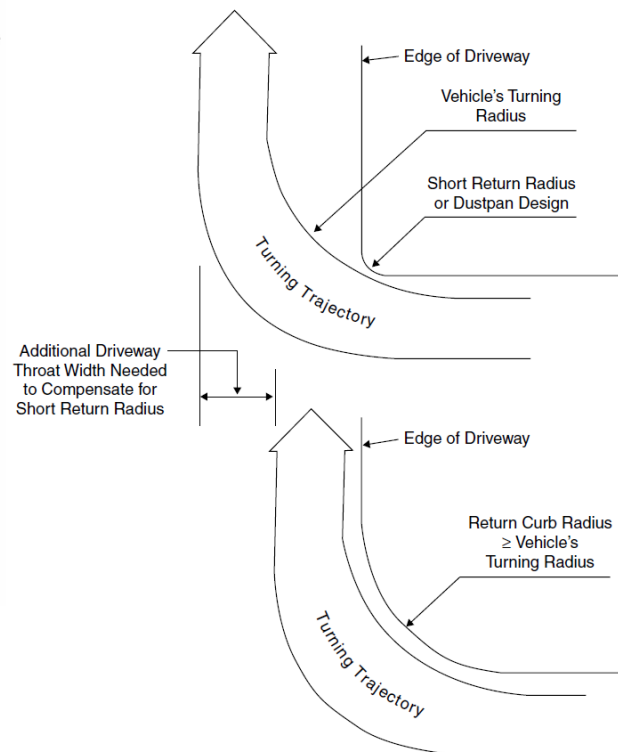 Edge of Driveway
Vehicle's Turning
Radius
Short Return Radius
or Dustpan Design
Turning Trajectory
Additional Driveway
Throat Width Needed
to Compensate for
Short Return Radius
Edge of Driveway
Return Curb Radius
≥ Vehicle's
Turning Radius
Turning Trajectory